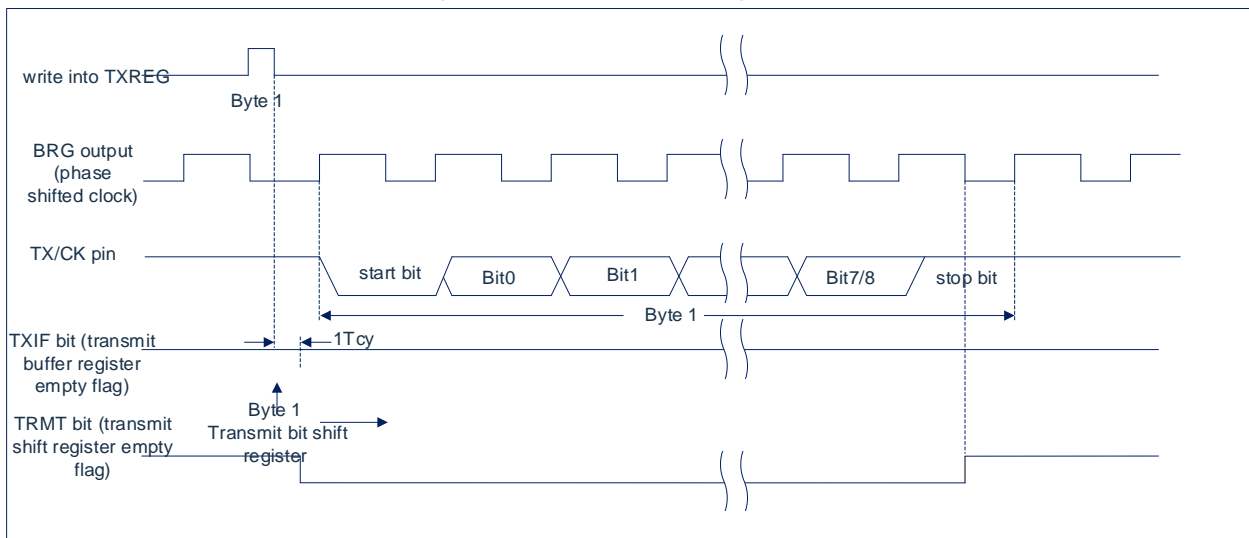 write into TXREG
Byte 1
BRG output
(phase
shifted clock)
TX/CK pin
start bit
Bit0
Bit1
Bit7/8
stop bit
Byte 1
TXIF bit (transmit
buffer register
empty flag)
1Tcy
TRMT bit (transmit
shift register empty
flag)
Byte 1
Transmit bit shift
register